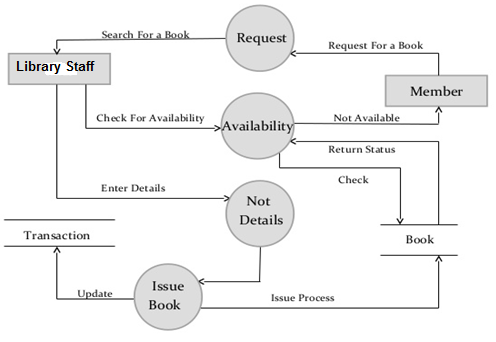 Search For a Book
Request
Request For a Book
Library Staff
Member
Check For Availability
Availability
Not Available
Return Status
Check
Enter Details
Not
Details
Transaction
Book
Issue
Book
Update
Issue Process